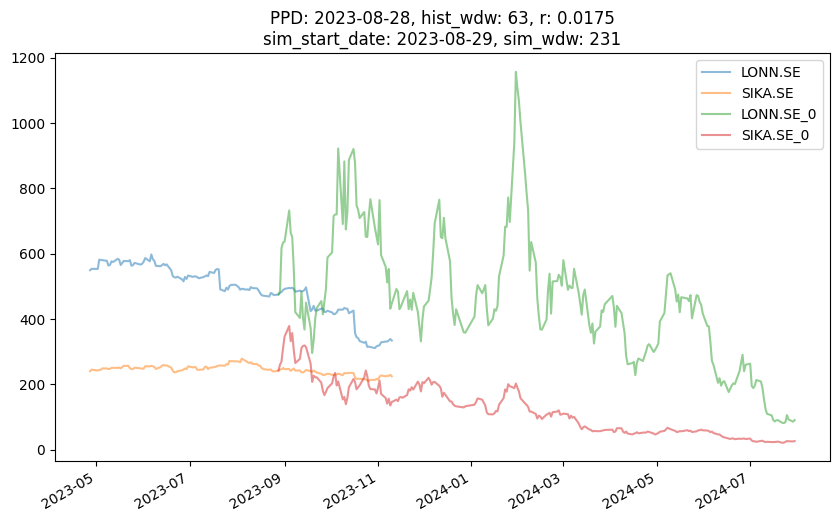 PPD: 2023-08-28, hist_wdw: 63, r: 0.0175
sim_start_date: 2023-08-29, sim_wdw: 231
LONN.SE
SIKA.SE
LONN.SE_0
SIKA.SE_0
1200
1000
800
600
400
200
0
2023-05
2023-07
2023-09
2023-11
2024-01
2024-03
2024-05
2024-07